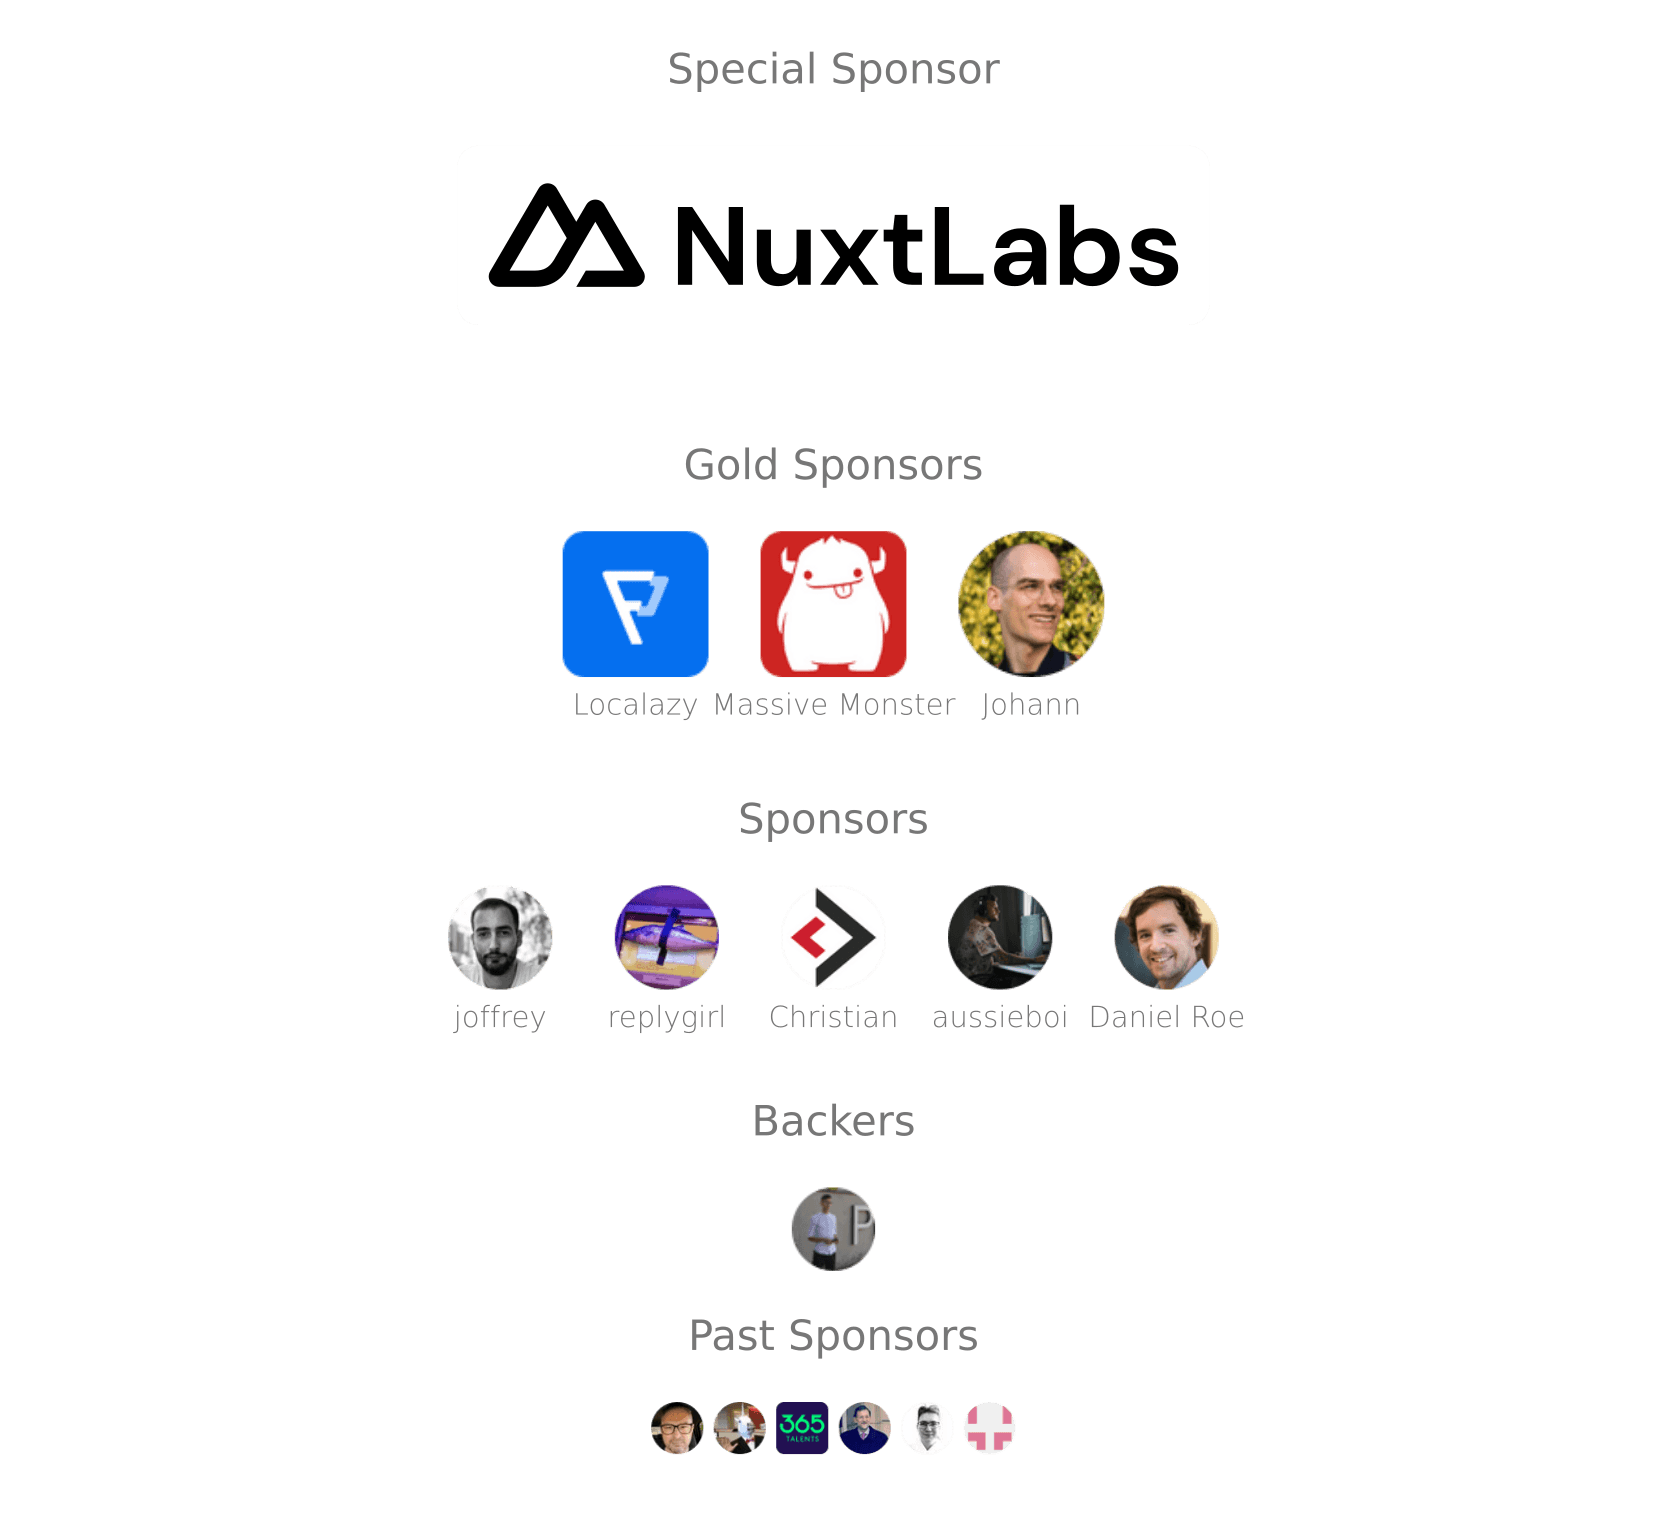 Special Sponsor
NuxtLabs
Gold Sponsors
Localazy Massive Monster Johann
Sponsors
joffrey replygirl Christian aussieboi Daniel Roe
Backers
P
Past Sponsors
365
TALENTS